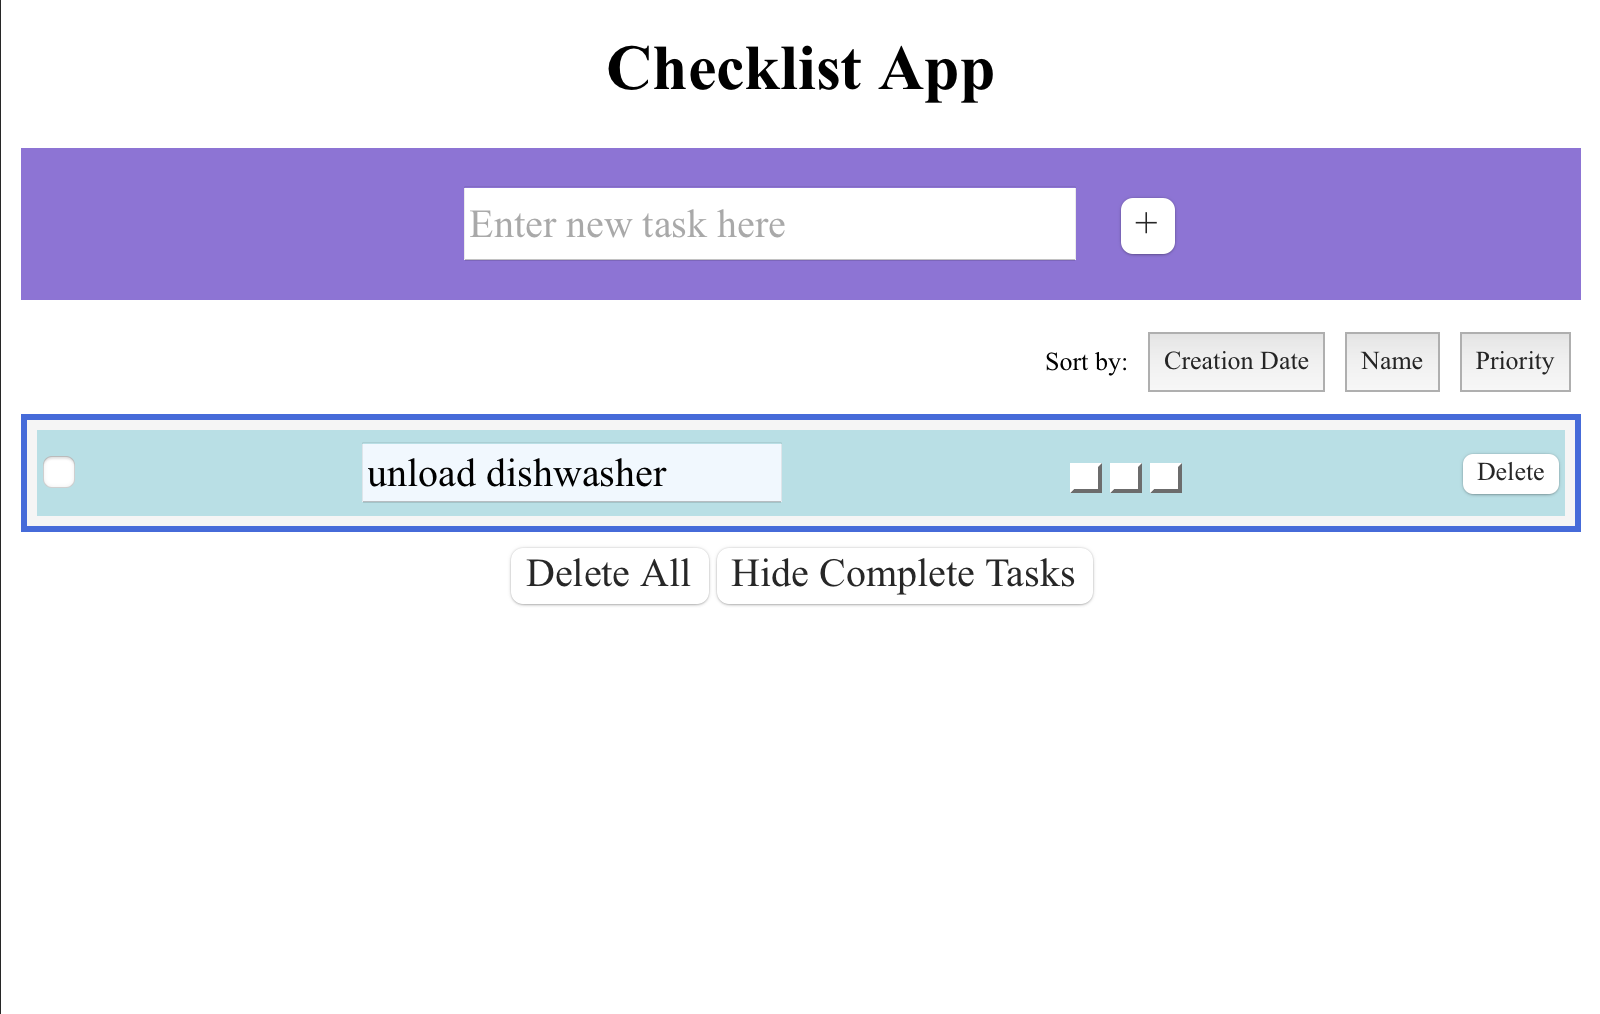 Checklist App
Enter new task here +
Sort by: Creation Date Name Priority
unload dishwasher Delete
Delete All Hide Complete Tasks